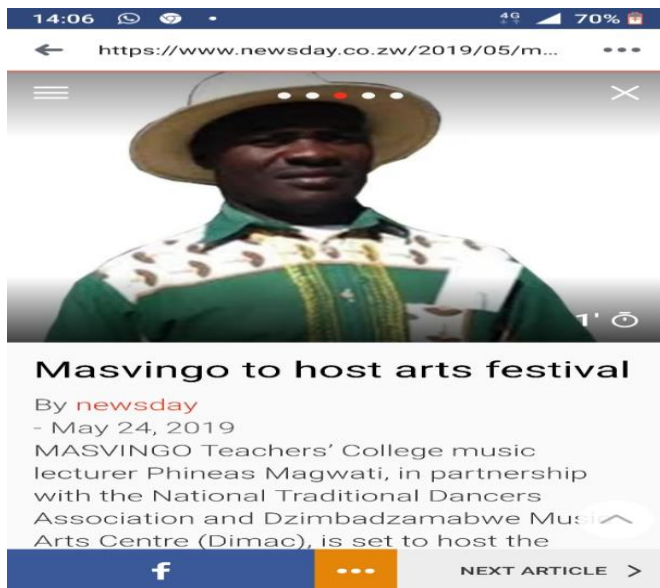 14:06 4G 70%
https://www.newsday.co.zw/2019/05/m...
1'
Masvingo to host arts festival
By newsday
- May 24, 2019
MASVINGO Teachers' College music
lecturer Phineas Magwati, in partnership
with the National Traditional Dancers
Association and Dzimbadzamabwe Music
Arts Centre (Dimac), is set to host the
f ... NEXT ARTICLE >